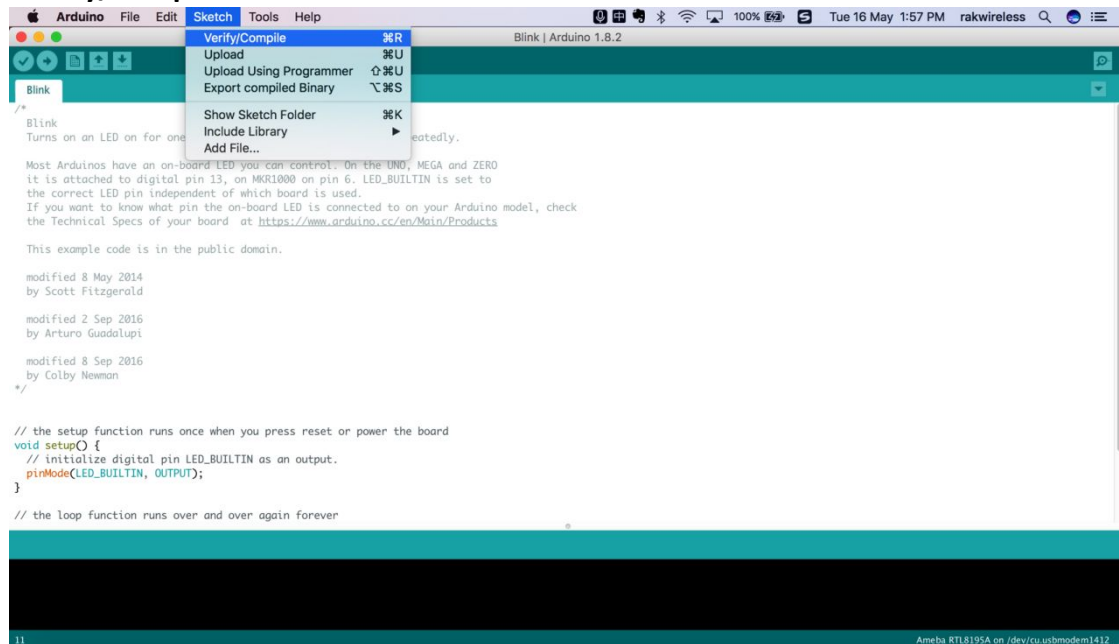 Arduino File Edit Sketch Tools Help 100% Tue 16 May 1:57 PM rakwireless
Blink | Arduino 1.8.2
Verify/Compile ⌘R
Upload ⌘U
Upload Using Programmer ⇧⌘U
Export compiled Binary ⌥⌘S
Show Sketch Folder ⌘K
Include Library ▶
Add File...
Blink
/*
Blink
Turns on an LED on for one eatedly.
Most Arduinos have an on-board LED you can control. On the UNO, MEGA and ZERO
it is attached to digital pin 13, on MKR1000 on pin 6. LED_BUILTIN is set to
the correct LED pin independent of which board is used.
If you want to know what pin the on-board LED is connected to on your Arduino model, check
the Technical Specs of your board at https://www.arduino.cc/en/Main/Products
This example code is in the public domain.
modified 8 May 2014
by Scott Fitzgerald
modified 2 Sep 2016
by Arturo Guadalupi
modified 8 Sep 2016
by Colby Newman
*/
// the setup function runs once when you press reset or power the board
void setup() {
// initialize digital pin LED_BUILTIN as an output.
pinMode(LED_BUILTIN, OUTPUT);
}
// the loop function runs over and over again forever
11 Ameba RTL8195A on /dev/cu.usbmodem1412